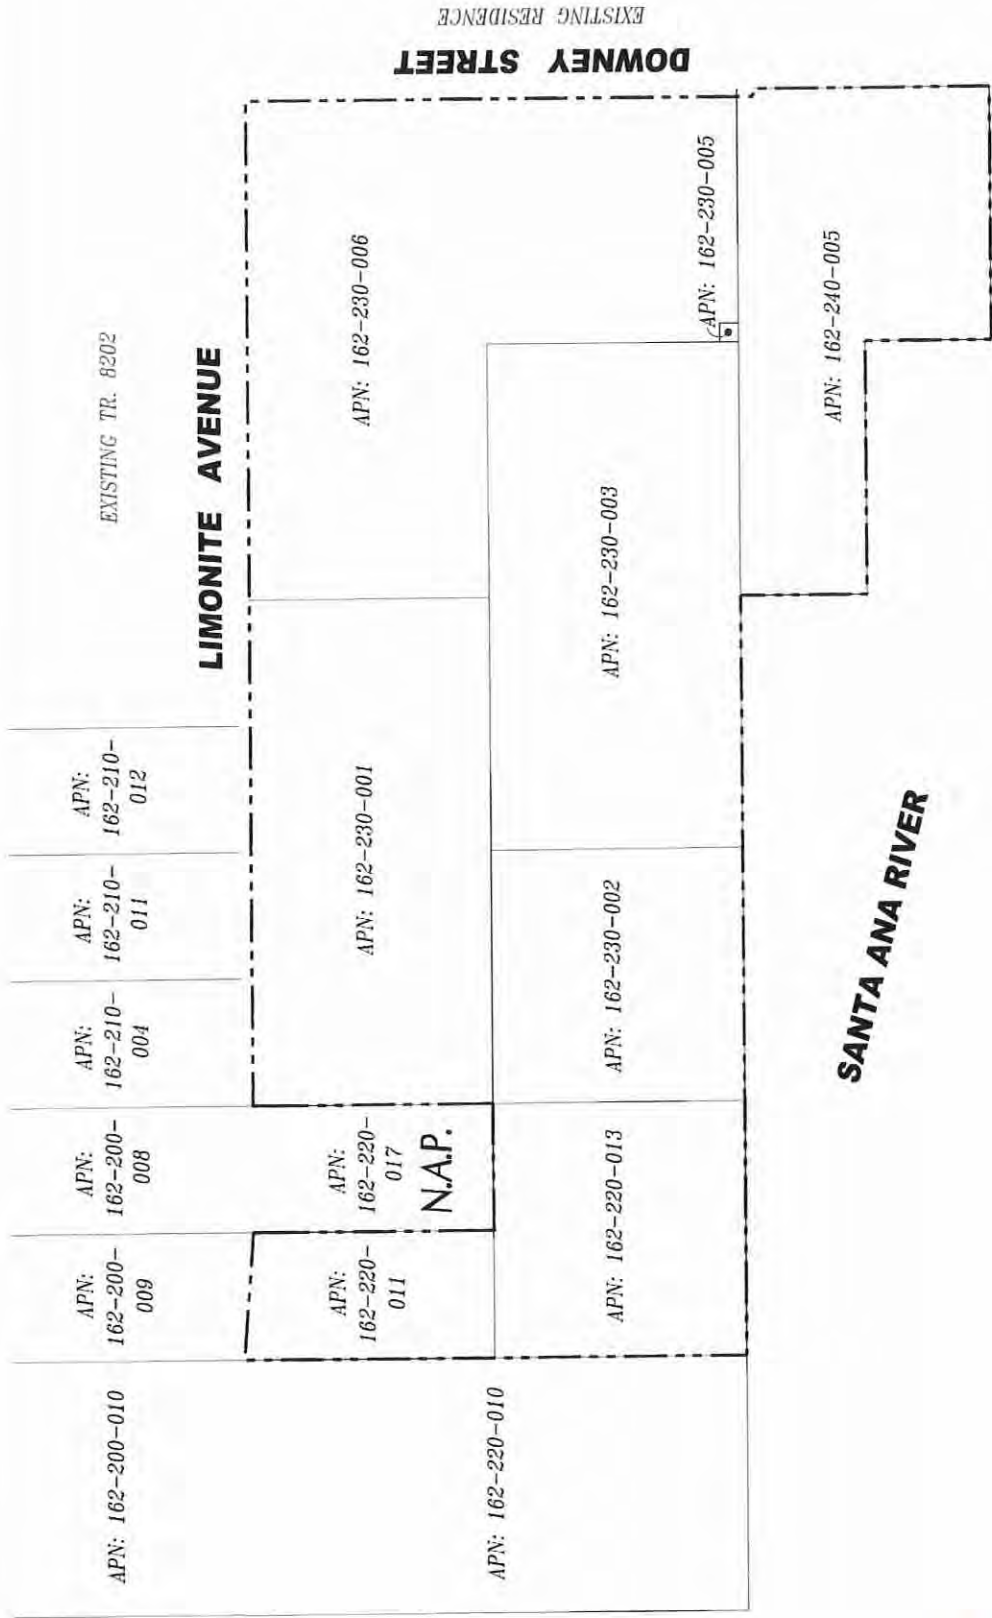 EXISTING RESIDENCE
DOWNEY STREET
EXISTING TR. 8202
LIMONITE AVENUE
APN:
162-210-
012
APN:
162-210-
011
APN:
162-210-
004
APN:
162-200-
008
APN:
162-200-
009
APN: 162-200-010
APN: 162-230-006
APN: 162-230-001
APN:
162-220-
017
N.A.P.
APN:
162-220-
011
APN: 162-220-010
APN: 162-230-005
APN: 162-230-003
APN: 162-230-002
APN: 162-220-013
APN: 162-240-005
SANTA ANA RIVER